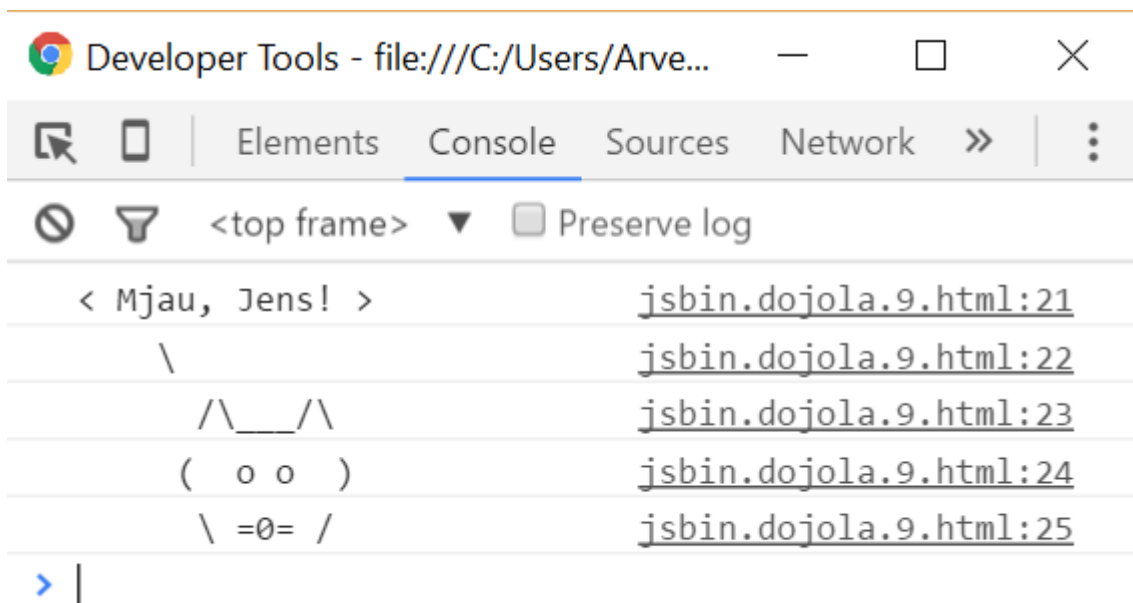 Developer Tools - file:///C:/Users/Arve...
Elements Console Sources Network »
<top frame> ▼ Preserve log
< Mjau, Jens! > jsbin.dojola.9.html:21
\ jsbin.dojola.9.html:22
/\___/\ jsbin.dojola.9.html:23
( o o ) jsbin.dojola.9.html:24
\ =0= / jsbin.dojola.9.html:25
>